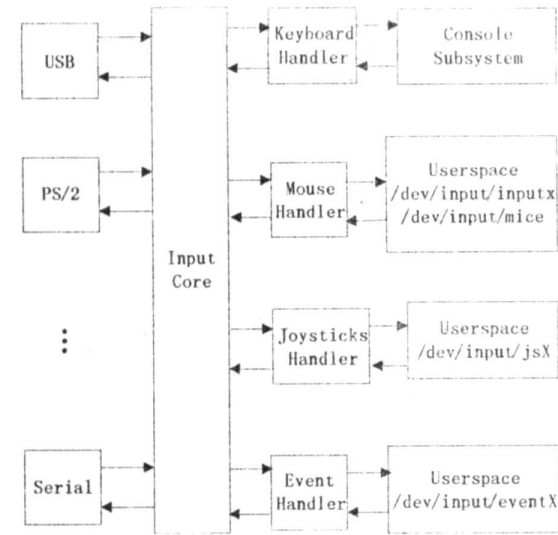 USB
PS/2
Serial
Input
Core
Keyboard
Handler
Console
Subsystem
Mouse
Handler
Userspace
/dev/input/inputx
/dev/input/mice
Joysticks
Handler
Userspace
/dev/input/jsX
Event
Handler
Userspace
/dev/input/eventX